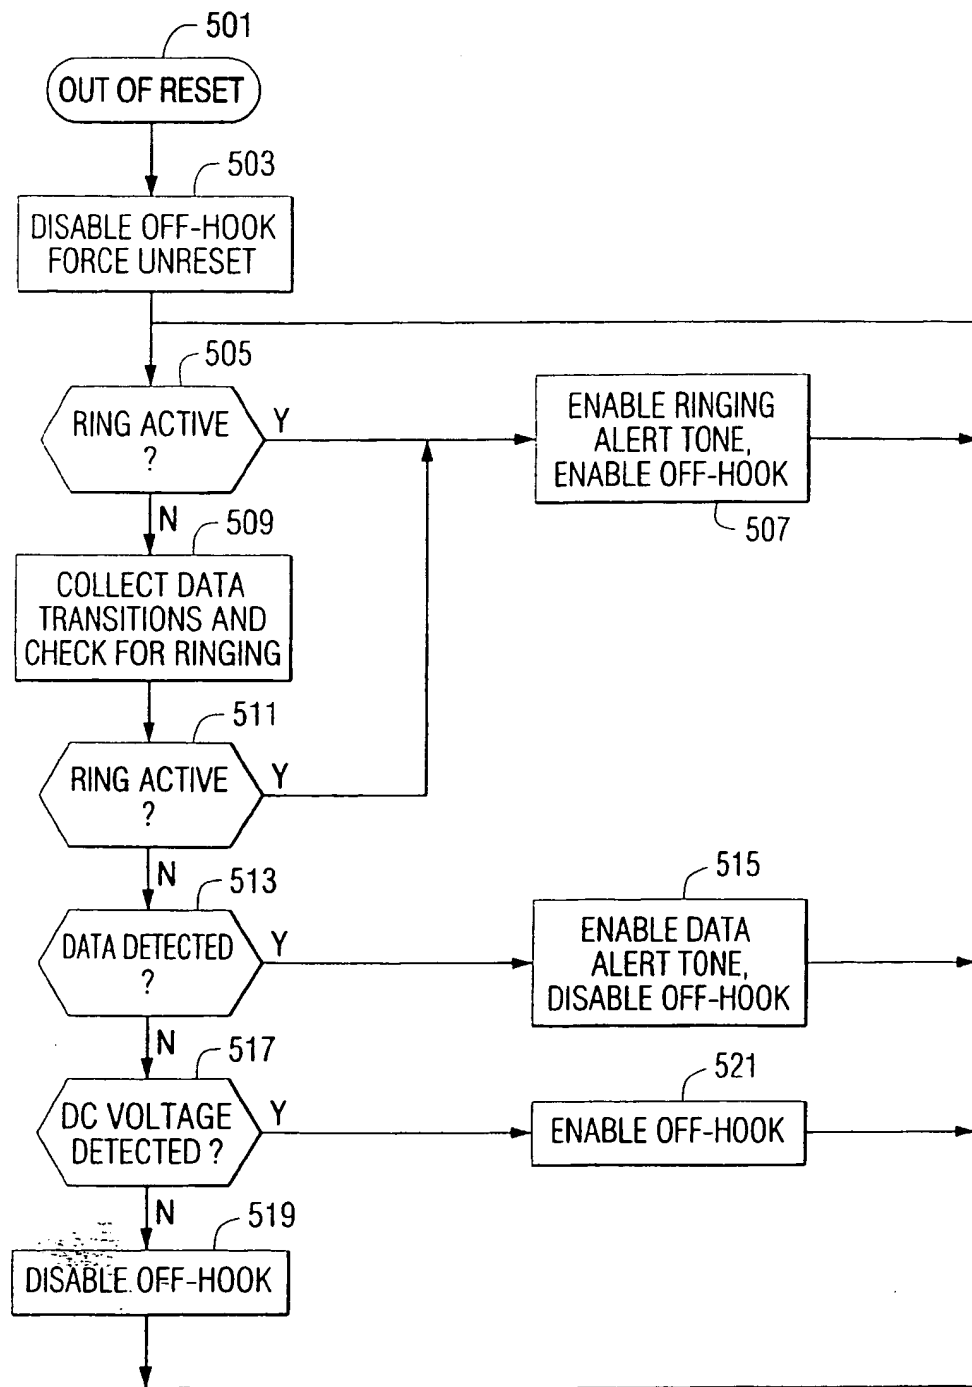 501
OUT OF RESET
503
DISABLE OFF-HOOK
FORCE UNRESET
505
RING ACTIVE
?
Y
N
ENABLE RINGING
ALERT TONE,
ENABLE OFF-HOOK
507
509
COLLECT DATA
TRANSITIONS AND
CHECK FOR RINGING
511
RING ACTIVE
?
Y
N
513
DATA DETECTED
?
Y
N
515
ENABLE DATA
ALERT TONE,
DISABLE OFF-HOOK
517
DC VOLTAGE
DETECTED ?
Y
N
521
ENABLE OFF-HOOK
519
DISABLE OFF-HOOK